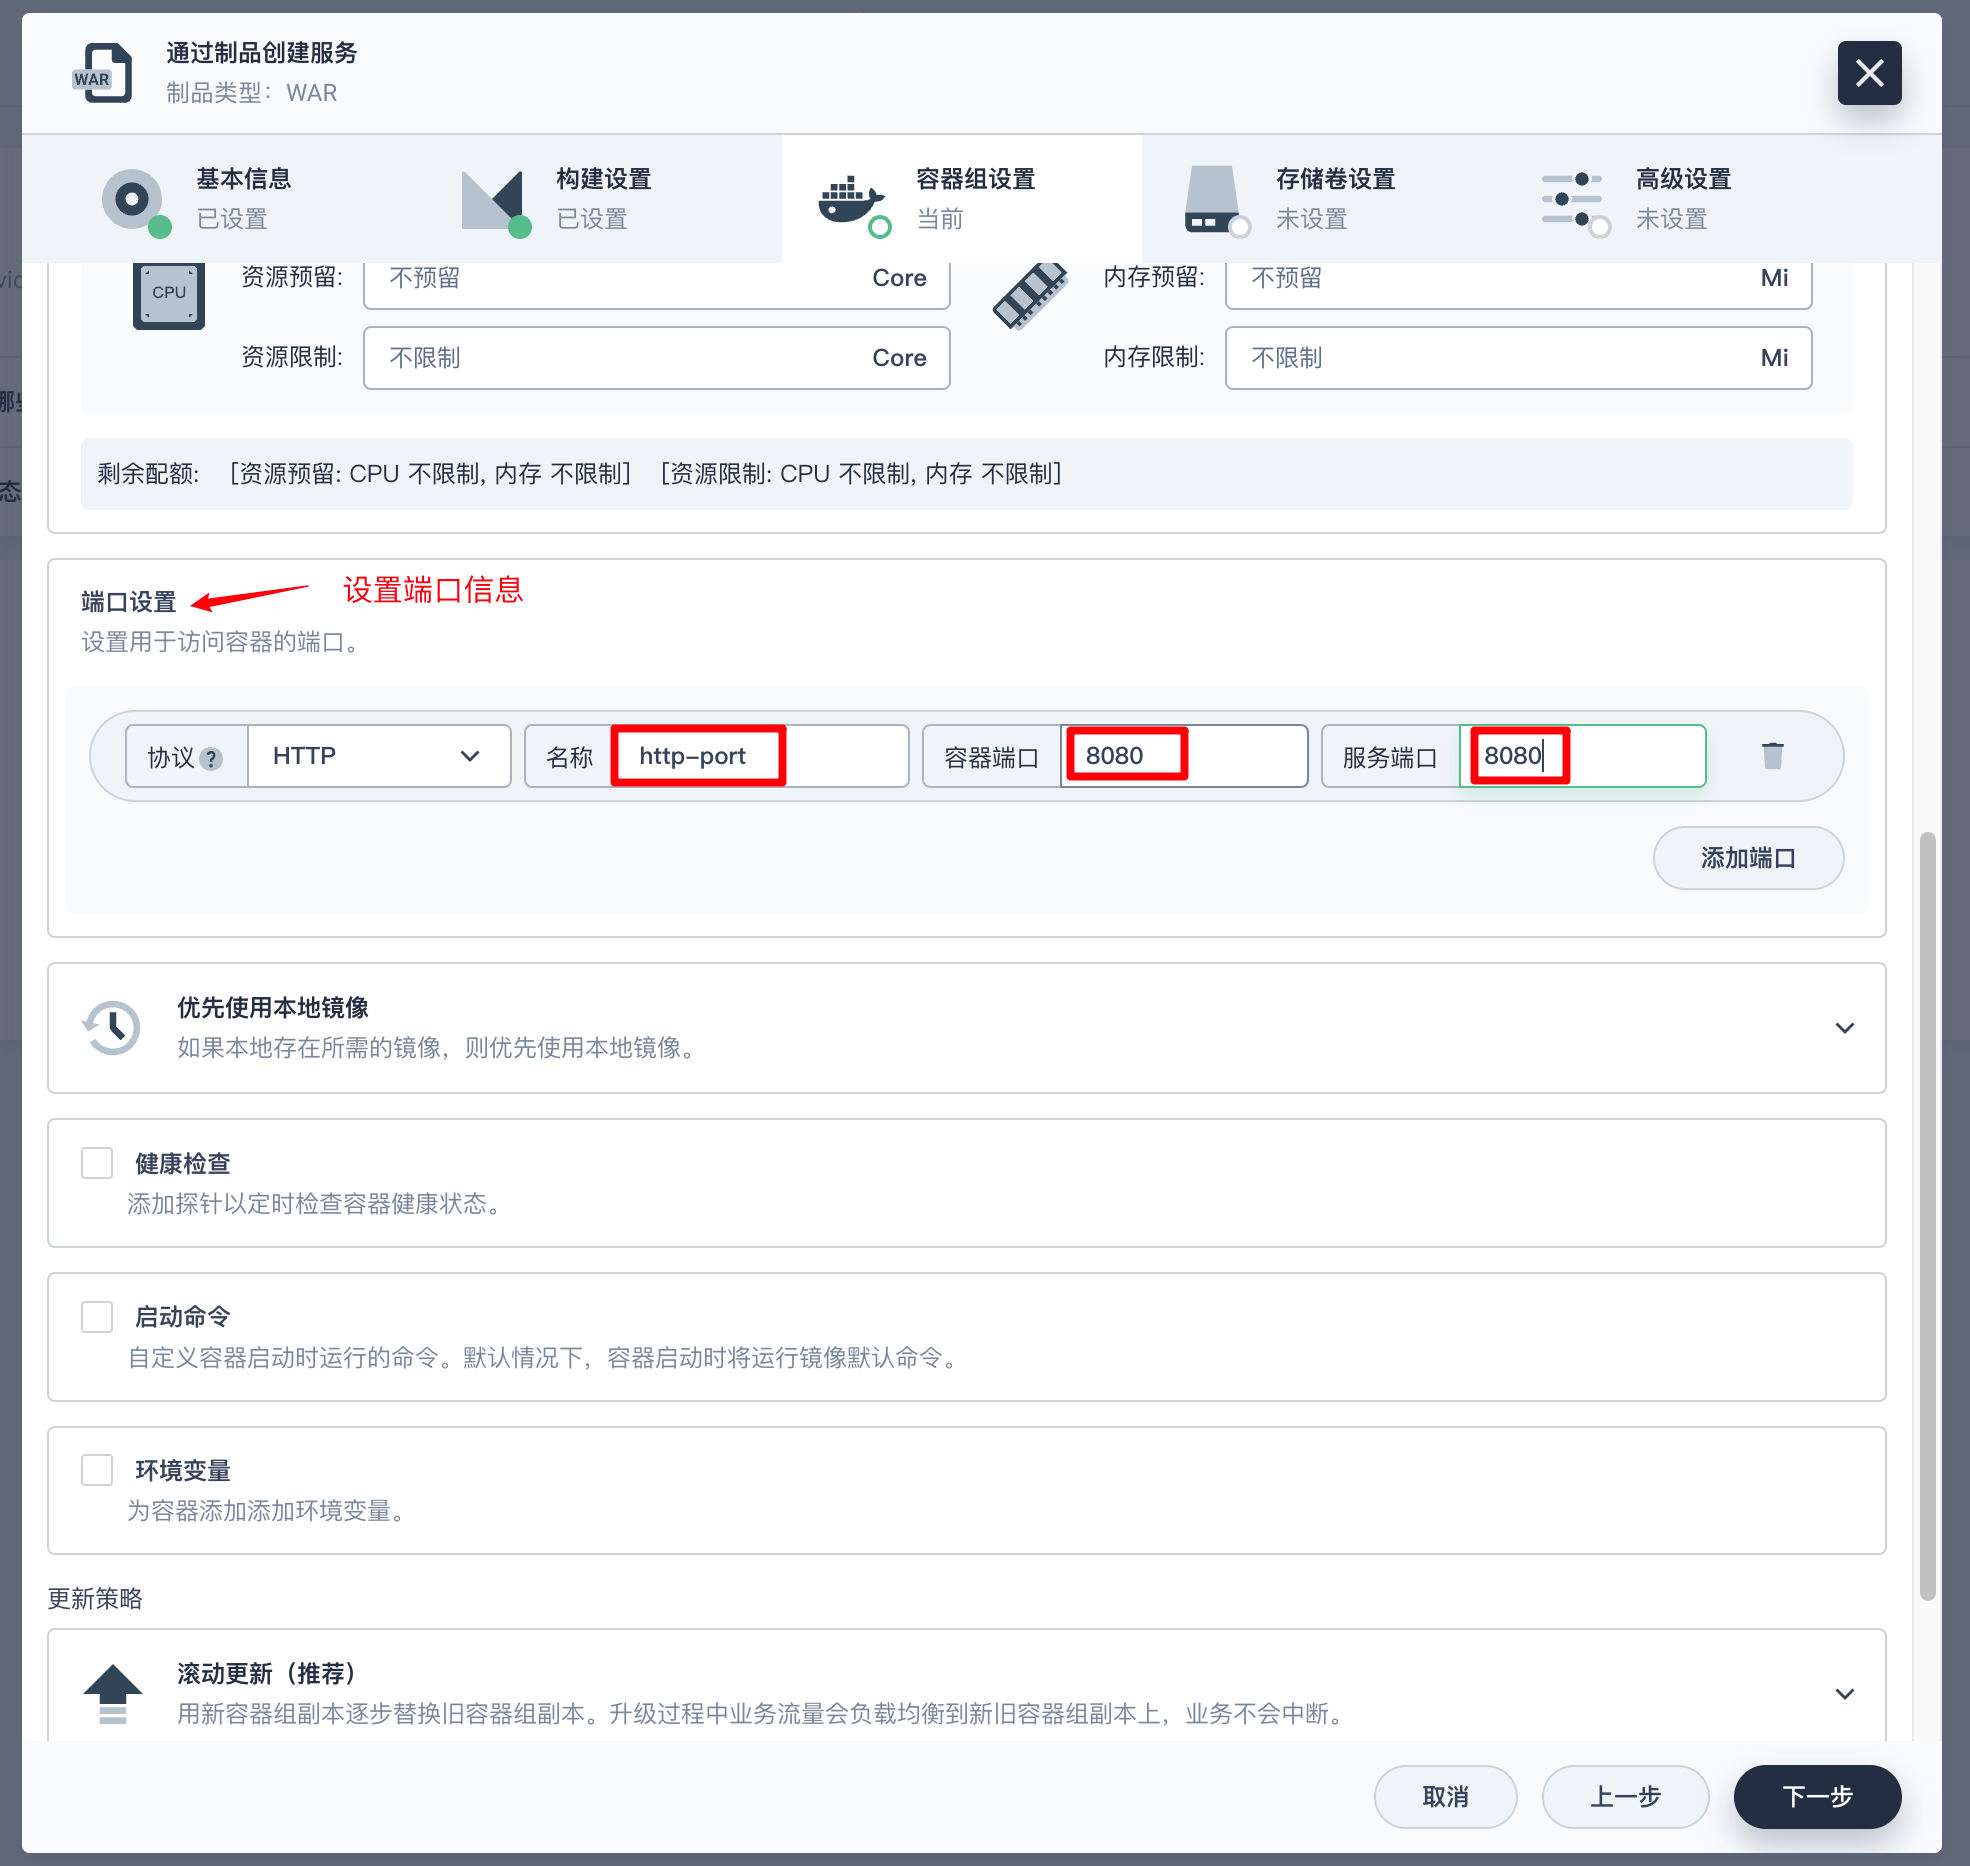 WAR
通过制品创建服务
制品类型：WAR
基本信息
已设置
构建设置
已设置
容器组设置
当前
存储卷设置
未设置
高级设置
未设置
CPU
资源预留:
不预留
Core
内存预留:
不预留
Mi
资源限制:
不限制
Core
内存限制:
不限制
Mi
剩余配额: [资源预留: CPU 不限制, 内存 不限制] [资源限制: CPU 不限制, 内存 不限制]
端口设置
设置端口信息
设置用于访问容器的端口。
协议 ? HTTP 名称 http-port 容器端口 8080 服务端口 8080
添加端口
优先使用本地镜像
如果本地存在所需的镜像，则优先使用本地镜像。
健康检查
添加探针以定时检查容器健康状态。
启动命令
自定义容器启动时运行的命令。默认情况下，容器启动时将运行镜像默认命令。
环境变量
为容器添加添加环境变量。
更新策略
滚动更新（推荐）
用新容器组副本逐步替换旧容器组副本。升级过程中业务流量会负载均衡到新旧容器组副本上，业务不会中断。
取消
上一步
下一步